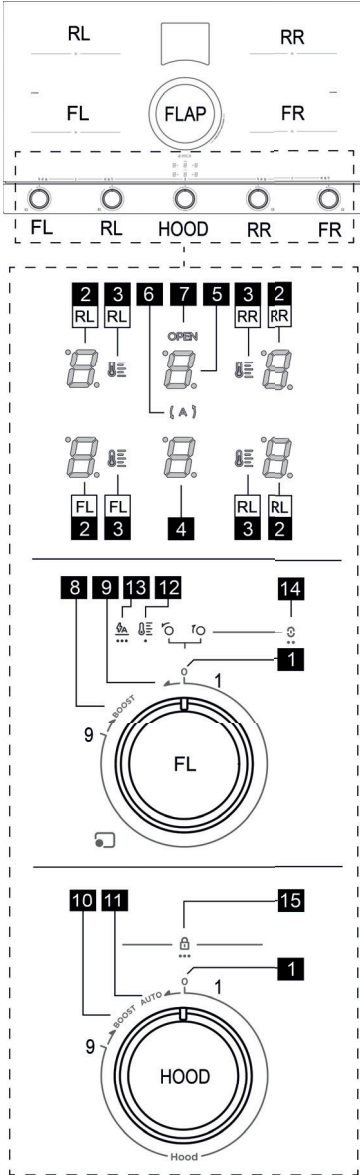 RL RR
FL FLAP FR
FL RL HOOD RR FR
2 3 6 7 5 3 2
RL RL OPEN RR RR
( A )
FL FL RL RL
2 3 4 3 2
8 9 13 12 14
A
0 1 1
BOOST
9
FL
10 11 15
0 1 1
BOOST AUTO
9
HOOD
Hood